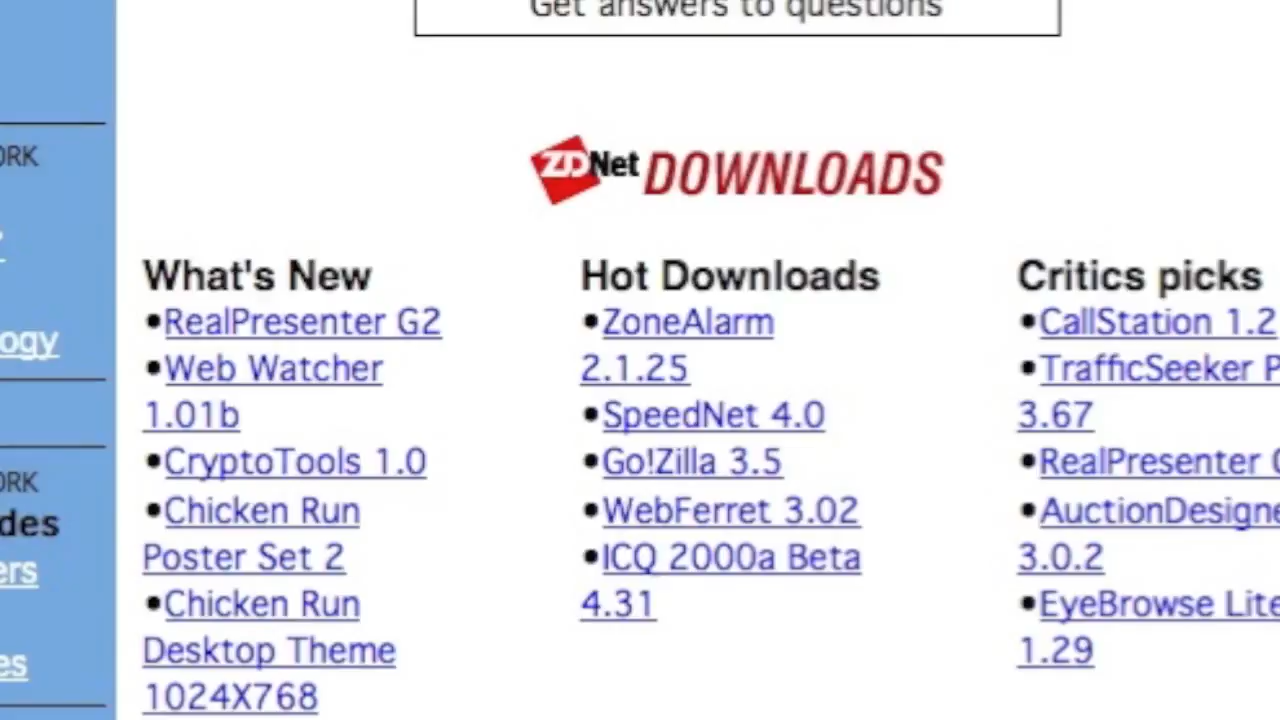 Get answers to questions
ORK
ogy
ORK
des
ers
es
ZDNet DOWNLOADS
What's New
•RealPresenter G2
•Web Watcher
1.01b
•CryptoTools 1.0
•Chicken Run
Poster Set 2
•Chicken Run
Desktop Theme
1024X768
Hot Downloads
•ZoneAlarm
2.1.25
•SpeedNet 4.0
•Go!Zilla 3.5
•WebFerret 3.02
•ICQ 2000a Beta
4.31
Critics picks
•CallStation 1.2
•TrafficSeeker P
3.67
•RealPresenter
•AuctionDesigne
3.0.2
•EyeBrowse Lite
1.29